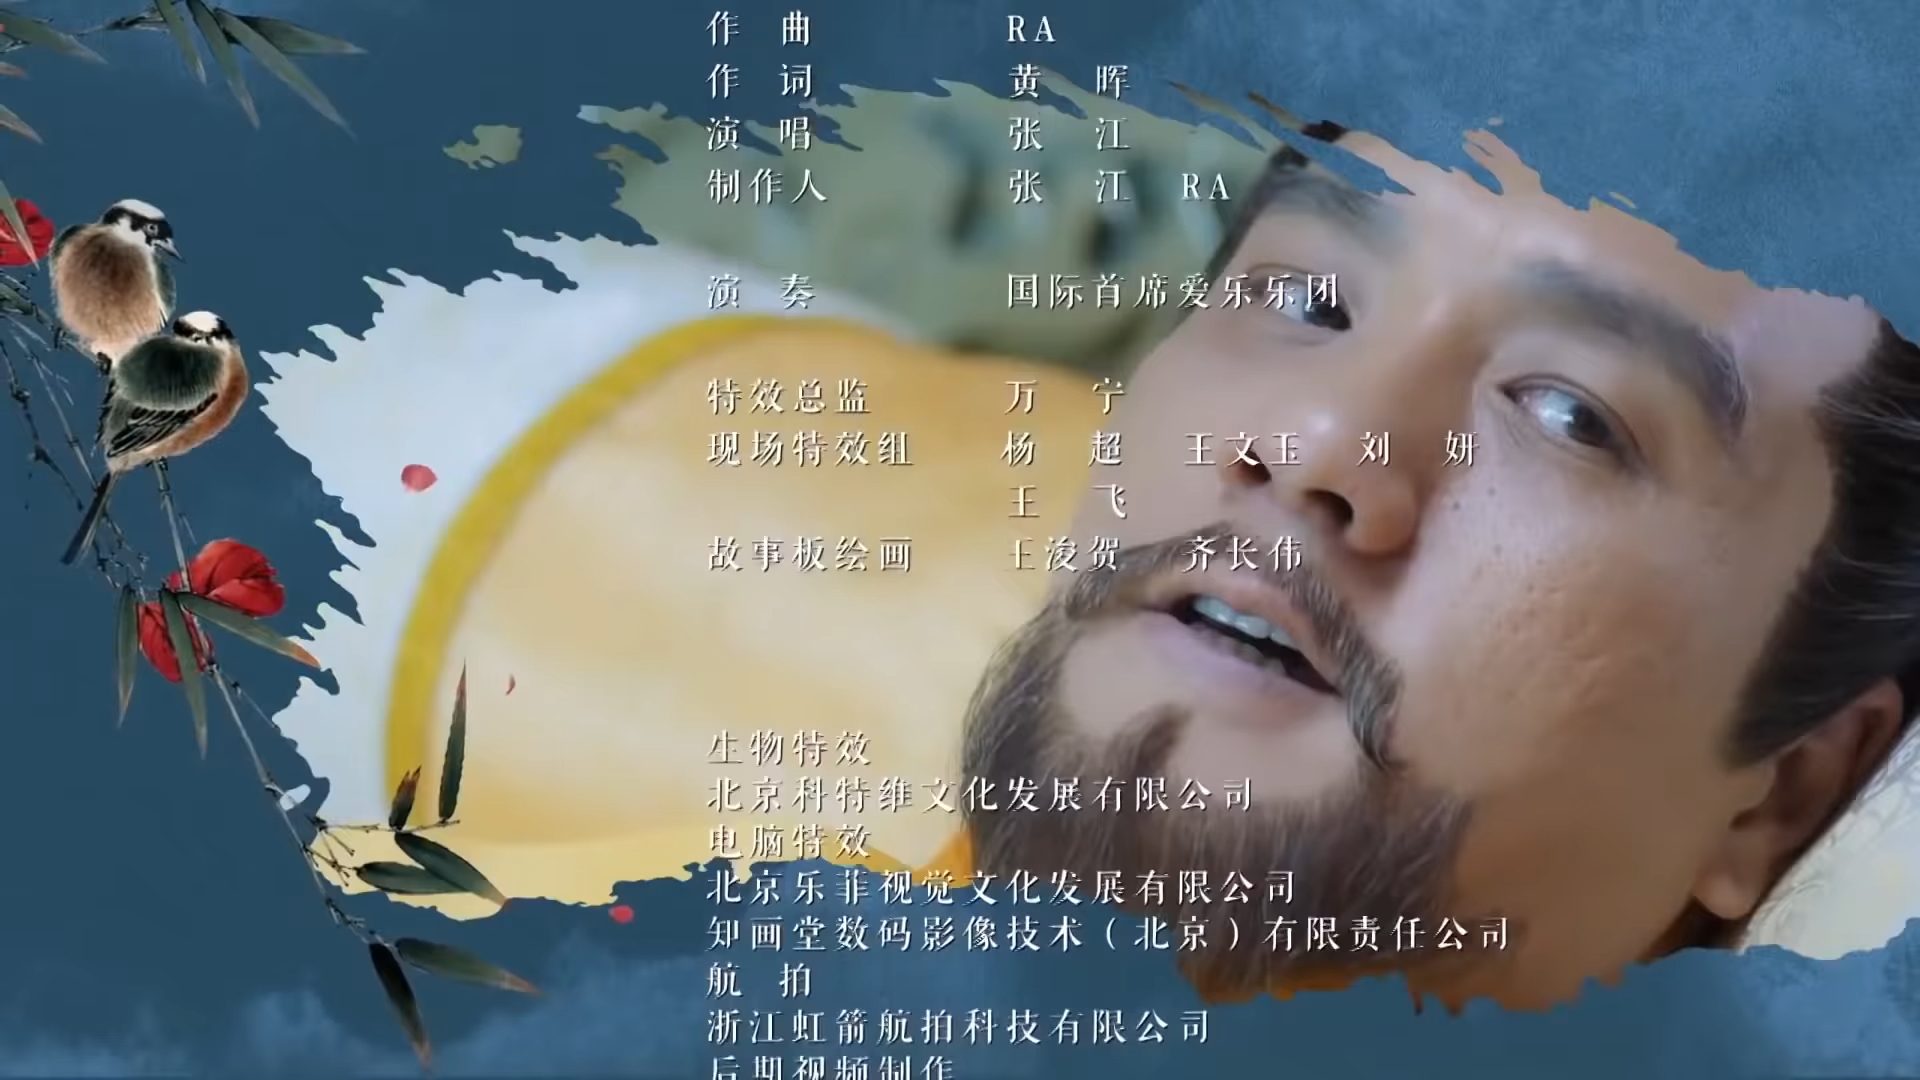 作 曲 RA
作 词 黄 晖
演 唱 张 江
制作人 张 江 RA
演 奏 国际首席爱乐乐团
特效总监 万 宁
现场特效组 杨 超 王文玉 刘 妍
王 飞
故事板绘画 王浚贺 齐长伟
生物特效
北京科特维文化发展有限公司
电脑特效
北京乐菲视觉文化发展有限公司
知画堂数码影像技术（北京）有限责任公司
航 拍
浙江虹箭航拍科技有限公司
后期视频制作